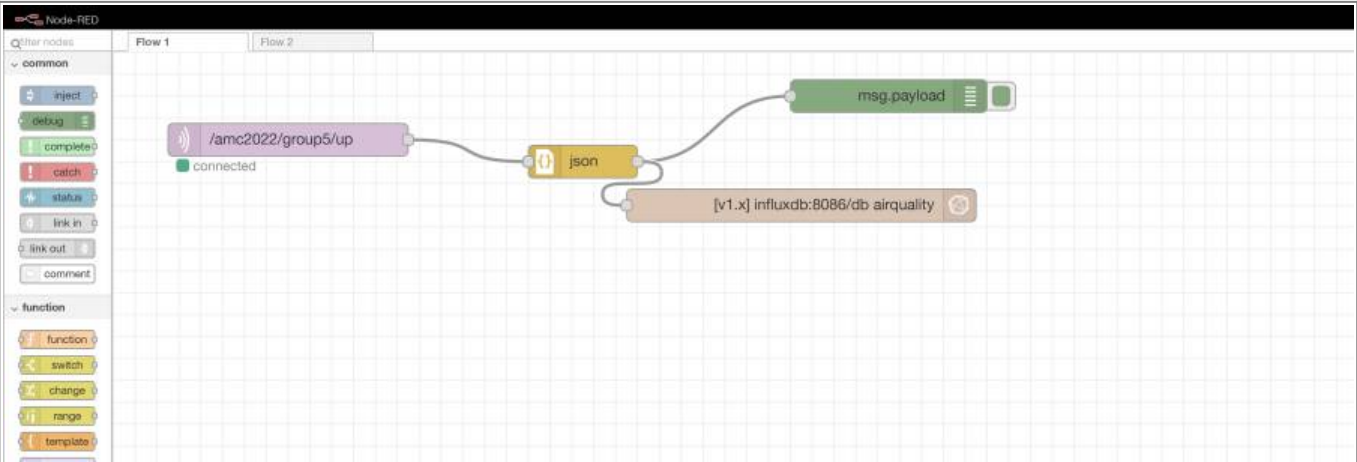 Node-RED
filter nodes
Flow 1
Flow 2
common
inject
debug
complete
catch
status
link in
link out
comment
function
function
switch
change
range
template
/amc2022/group5/up
connected
json
msg.payload
[v1.x] influxdb:8086/db airquality